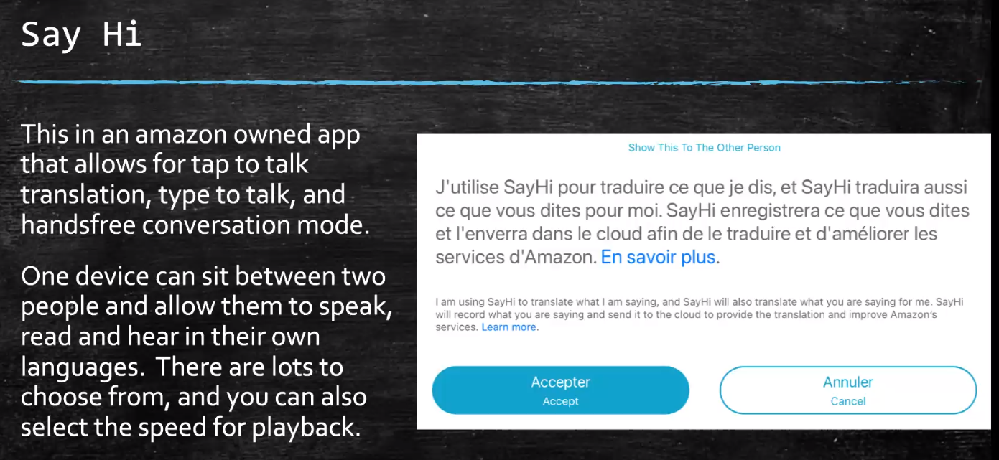 Say Hi
This in an amazon owned app
that allows for tap to talk
translation, type to talk, and
handsfree conversation mode.
One device can sit between two
people and allow them to speak,
read and hear in their own
languages. There are lots to
choose from, and you can also
select the speed for playback.
Show This To The Other Person
J'utilise SayHi pour traduire ce que je dis, et SayHi traduira aussi
ce que vous dites pour moi. SayHi enregistrera ce que vous dites
et l'enverra dans le cloud afin de le traduire et d'améliorer les
services d'Amazon. En savoir plus.
I am using SayHi to translate what I am saying, and SayHi will also translate what you are saying for me. SayHi
will record what you are saying and send it to the cloud to provide the translation and improve Amazon's
services. Learn more.
Accepter
Accept
Annuler
Cancel